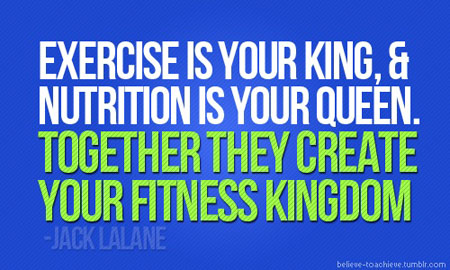 EXERCISE IS YOUR KING, &
NUTRITION IS YOUR QUEEN.
TOGETHER THEY CREATE
YOUR FITNESS KINGDOM
-JACK LALANE
believe-toachieve.tumblr.com